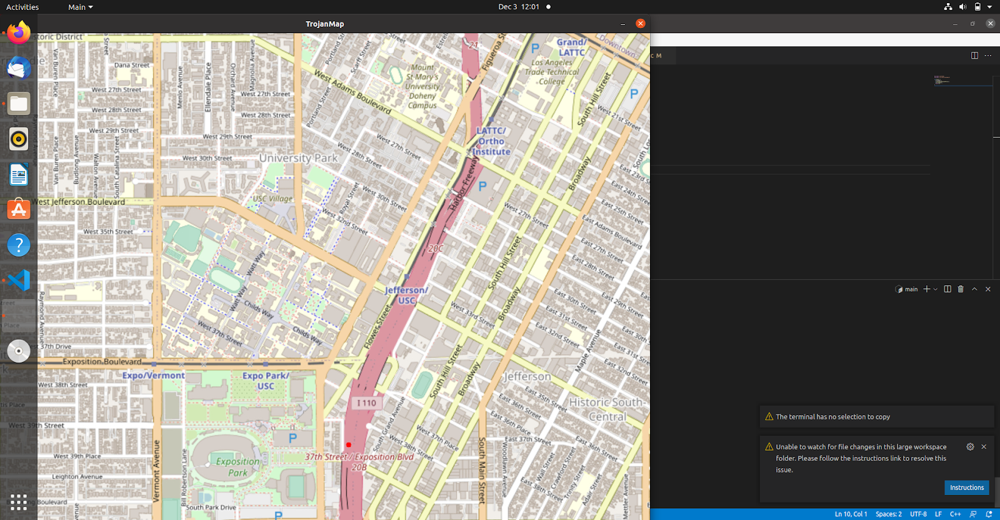 Activities
Main
Dec 3 12:01
TrojanMap
C M
Historic District
Dana Street
Van Buren Place
Menlo Avenue
Ellendale Place
Orchard Avenue
Magnolia Avenue
West 27th Street
West 27th Street
West 28th Street
West 28th Street
West 29th Street
West 29th Street
West 30th Street
Van Buren Place
Budlong Avenue
Walton Avenue
South Catalina Street
Portland Street
Scarff Street
Portland Street
West Adams Boulevard
Mount
St Mary's
University
Doheny
Campus
21
Figueroa St
P
Grand/
LATTC
Downtown
Los Angeles
Trade Technical
College
P
South Hill Street
West 21st Street
LATTC/
Ortho
Institute
Harbor Freeway
P
Broadway
East 23rd S
East 24th Street
East 25th Street
East Adams Boulevard
West 27th Street
West 28th Street
University Park
USC Village
Royal Street
West 30th Street
West 32nd Street
West 27th Street
East 27th Street
East 28th Street
West Jefferson Boulevard
West 35th Street
20C
South Hill Street
Broadway
East 30th Street
East 29th Street
East 31st Street
East 32nd Street
Watt Way
Watt Way
Childs Way
Childs Way
West 37th Street
Jefferson/
USC
Flower Street
West 33rd Street
Raymond Avenue
37th Drive
Exposition Boulevard
Expo/Vermont
Expo Park/
USC
West 38th Street
West 39th Street
West 39th Place
Leighton Avenue
Vermont Avenue
Bill Robertson Lane
South Park Drive
Exposition
Park
P
P
I 110
37th Street / Exposition Blvd
20B
South Grand Avenue
South Hill Street
Broadway
West 37th Place
West 38th Street
Maple Avenue
East 32nd Street
Jefferson
East 35th Street
Historic South-
Central
East 36th Street
East 36th Place
East 37th Street
East 36th Street
South Main Street
Woodlawn Avenue
Wall Street
Crawford Street
Trinity Street
Adair Street
East 38th Street
Mettler Avenue
Boulevard
main
The terminal has no selection to copy
Unable to watch for file changes in this large workspace
folder. Please follow the instructions link to resolve this
issue.
Instructions
Ln 10, Col 1
Spaces: 2
UTF-8
LF
C++